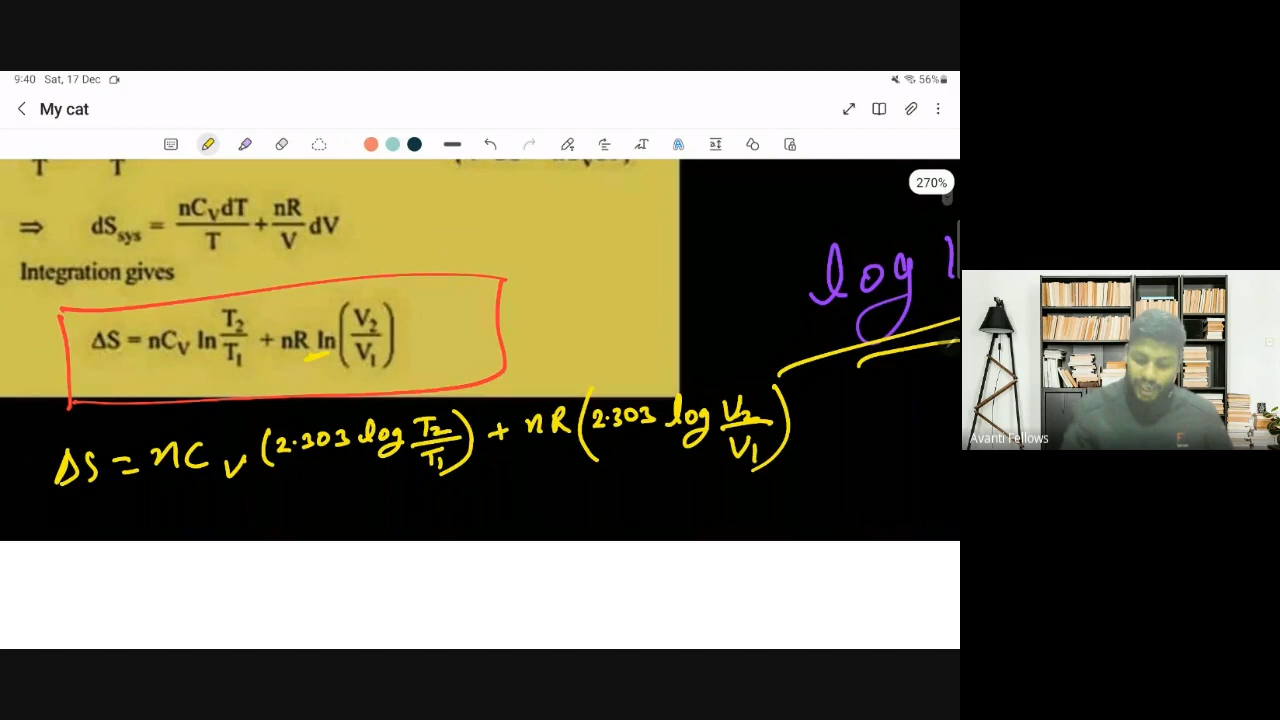 9:40 Sat, 17 Dec 56%
My cat
270%
T T
⇒ dS_sys = nC_V dT / T + nR / V dV
Integration gives
ΔS = nC_V ln T₂/T₁ + nR ln(V₂/V₁)
log
ΔS = nC_V (2.303 log T₂/T₁) + nR (2.303 log V₂/V₁)
Avanti Fellows